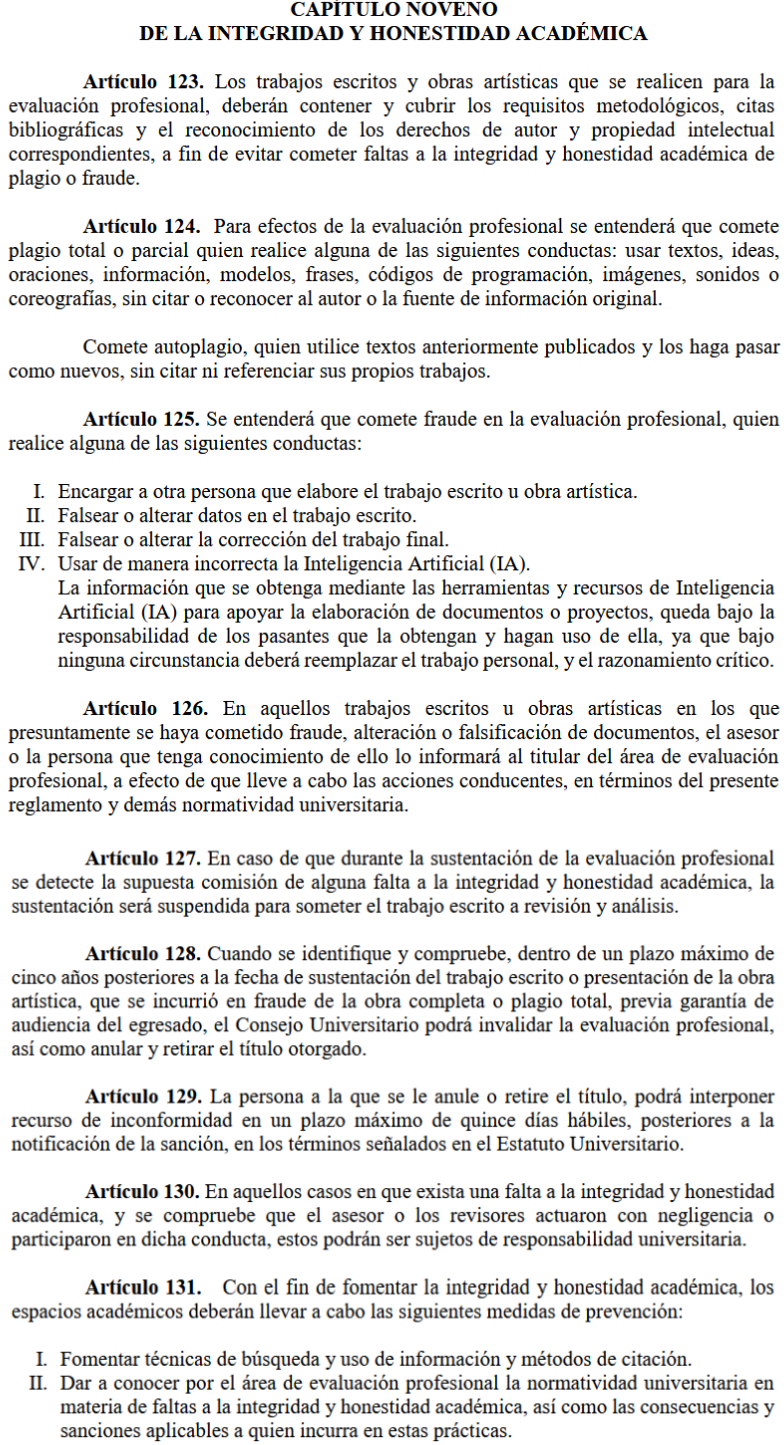 CAPÍTULO NOVENO
DE LA INTEGRIDAD Y HONESTIDAD ACADÉMICA
Artículo 123. Los trabajos escritos y obras artísticas que se realicen para la
evaluación profesional, deberán contener y cubrir los requisitos metodológicos, citas
bibliográficas y el reconocimiento de los derechos de autor y propiedad intelectual
correspondientes, a fin de evitar cometer faltas a la integridad y honestidad académica de
plagio o fraude.
Artículo 124. Para efectos de la evaluación profesional se entenderá que comete
plagio total o parcial quien realice alguna de las siguientes conductas: usar textos, ideas,
oraciones, información, modelos, frases, códigos de programación, imágenes, sonidos o
coreografías, sin citar o reconocer al autor o la fuente de información original.
Comete autoplagio, quien utilice textos anteriormente publicados y los haga pasar
como nuevos, sin citar ni referenciar sus propios trabajos.
Artículo 125. Se entenderá que comete fraude en la evaluación profesional, quien
realice alguna de las siguientes conductas:
I. Encargar a otra persona que elabore el trabajo escrito u obra artística.
II. Falsear o alterar datos en el trabajo escrito.
III. Falsear o alterar la corrección del trabajo final.
IV. Usar de manera incorrecta la Inteligencia Artificial (IA).
La información que se obtenga mediante las herramientas y recursos de Inteligencia
Artificial (IA) para apoyar la elaboración de documentos o proyectos, queda bajo la
responsabilidad de los pasantes que la obtengan y hagan uso de ella, ya que bajo
ninguna circunstancia deberá reemplazar el trabajo personal, y el razonamiento crítico.
Artículo 126. En aquellos trabajos escritos u obras artísticas en los que
presuntamente se haya cometido fraude, alteración o falsificación de documentos, el asesor
o la persona que tenga conocimiento de ello lo informará al titular del área de evaluación
profesional, a efecto de que lleve a cabo las acciones conducentes, en términos del presente
reglamento y demás normatividad universitaria.
Artículo 127. En caso de que durante la sustentación de la evaluación profesional
se detecte la supuesta comisión de alguna falta a la integridad y honestidad académica, la
sustentación será suspendida para someter el trabajo escrito a revisión y análisis.
Artículo 128. Cuando se identifique y compruebe, dentro de un plazo máximo de
cinco años posteriores a la fecha de sustentación del trabajo escrito o presentación de la obra
artística, que se incurrió en fraude de la obra completa o plagio total, previa garantía de
audiencia del egresado, el Consejo Universitario podrá invalidar la evaluación profesional,
así como anular y retirar el título otorgado.
Artículo 129. La persona a la que se le anule o retire el título, podrá interponer
recurso de inconformidad en un plazo máximo de quince días hábiles, posteriores a la
notificación de la sanción, en los términos señalados en el Estatuto Universitario.
Artículo 130. En aquellos casos en que exista una falta a la integridad y honestidad
académica, y se compruebe que el asesor o los revisores actuaron con negligencia o
participaron en dicha conducta, estos podrán ser sujetos de responsabilidad universitaria.
Artículo 131. Con el fin de fomentar la integridad y honestidad académica, los
espacios académicos deberán llevar a cabo las siguientes medidas de prevención:
I. Fomentar técnicas de búsqueda y uso de información y métodos de citación.
II. Dar a conocer por el área de evaluación profesional la normatividad universitaria en
materia de faltas a la integridad y honestidad académica, así como las consecuencias y
sanciones aplicables a quien incurra en estas prácticas.